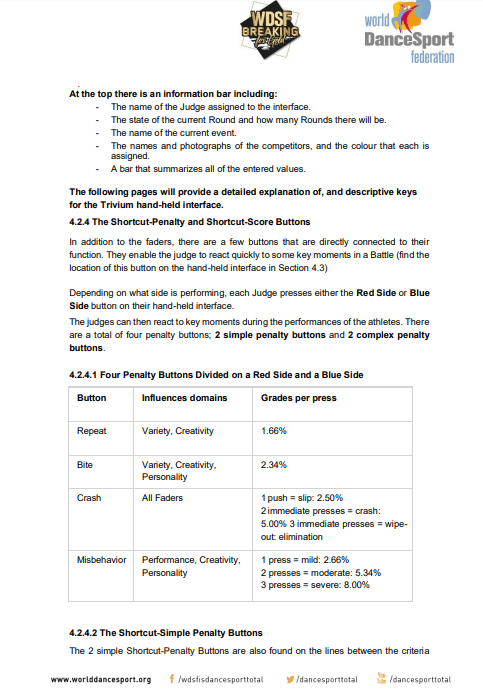 WDSF
BREAKING
for Gold
world
DanceSport
federation
At the top there is an information bar including:
- The name of the Judge assigned to the interface.
- The state of the current Round and how many Rounds there will be.
- The name of the current event.
- The names and photographs of the competitors, and the colour that each is
assigned.
- A bar that summarizes all of the entered values.
The following pages will provide a detailed explanation of, and descriptive keys
for the Trivium hand-held interface.
4.2.4 The Shortcut-Penalty and Shortcut-Score Buttons
In addition to the faders, there are a few buttons that are directly connected to their
function. They enable the judge to react quickly to some key moments in a Battle (find the
location of this button on the hand-held interface in Section 4.3)
Depending on what side is performing, each Judge presses either the Red Side or Blue
Side button on their hand-held interface.
The judges can then react to key moments during the performances of the athletes. There
are a total of four penalty buttons; 2 simple penalty buttons and 2 complex penalty
buttons.
4.2.4.1 Four Penalty Buttons Divided on a Red Side and a Blue Side
Button Influences domains Grades per press
Repeat Variety, Creativity 1.66%
Bite Variety, Creativity, 2.34%
Personality
Crash All Faders 1 push = slip: 2.50%
2 immediate presses = crash:
5.00% 3 immediate presses = wipe-
out: elimination
Misbehavior Performance, Creativity, 1 press = mild: 2.66%
Personality 2 presses = moderate: 5.34%
3 presses = severe: 8.00%
4.2.4.2 The Shortcut-Simple Penalty Buttons
The 2 simple Shortcut-Penalty Buttons are also found on the lines between the criteria
www.worlddancesport.org f /wdsfisdancesporttotal /dancesporttotal You Tube /dancesporttotal